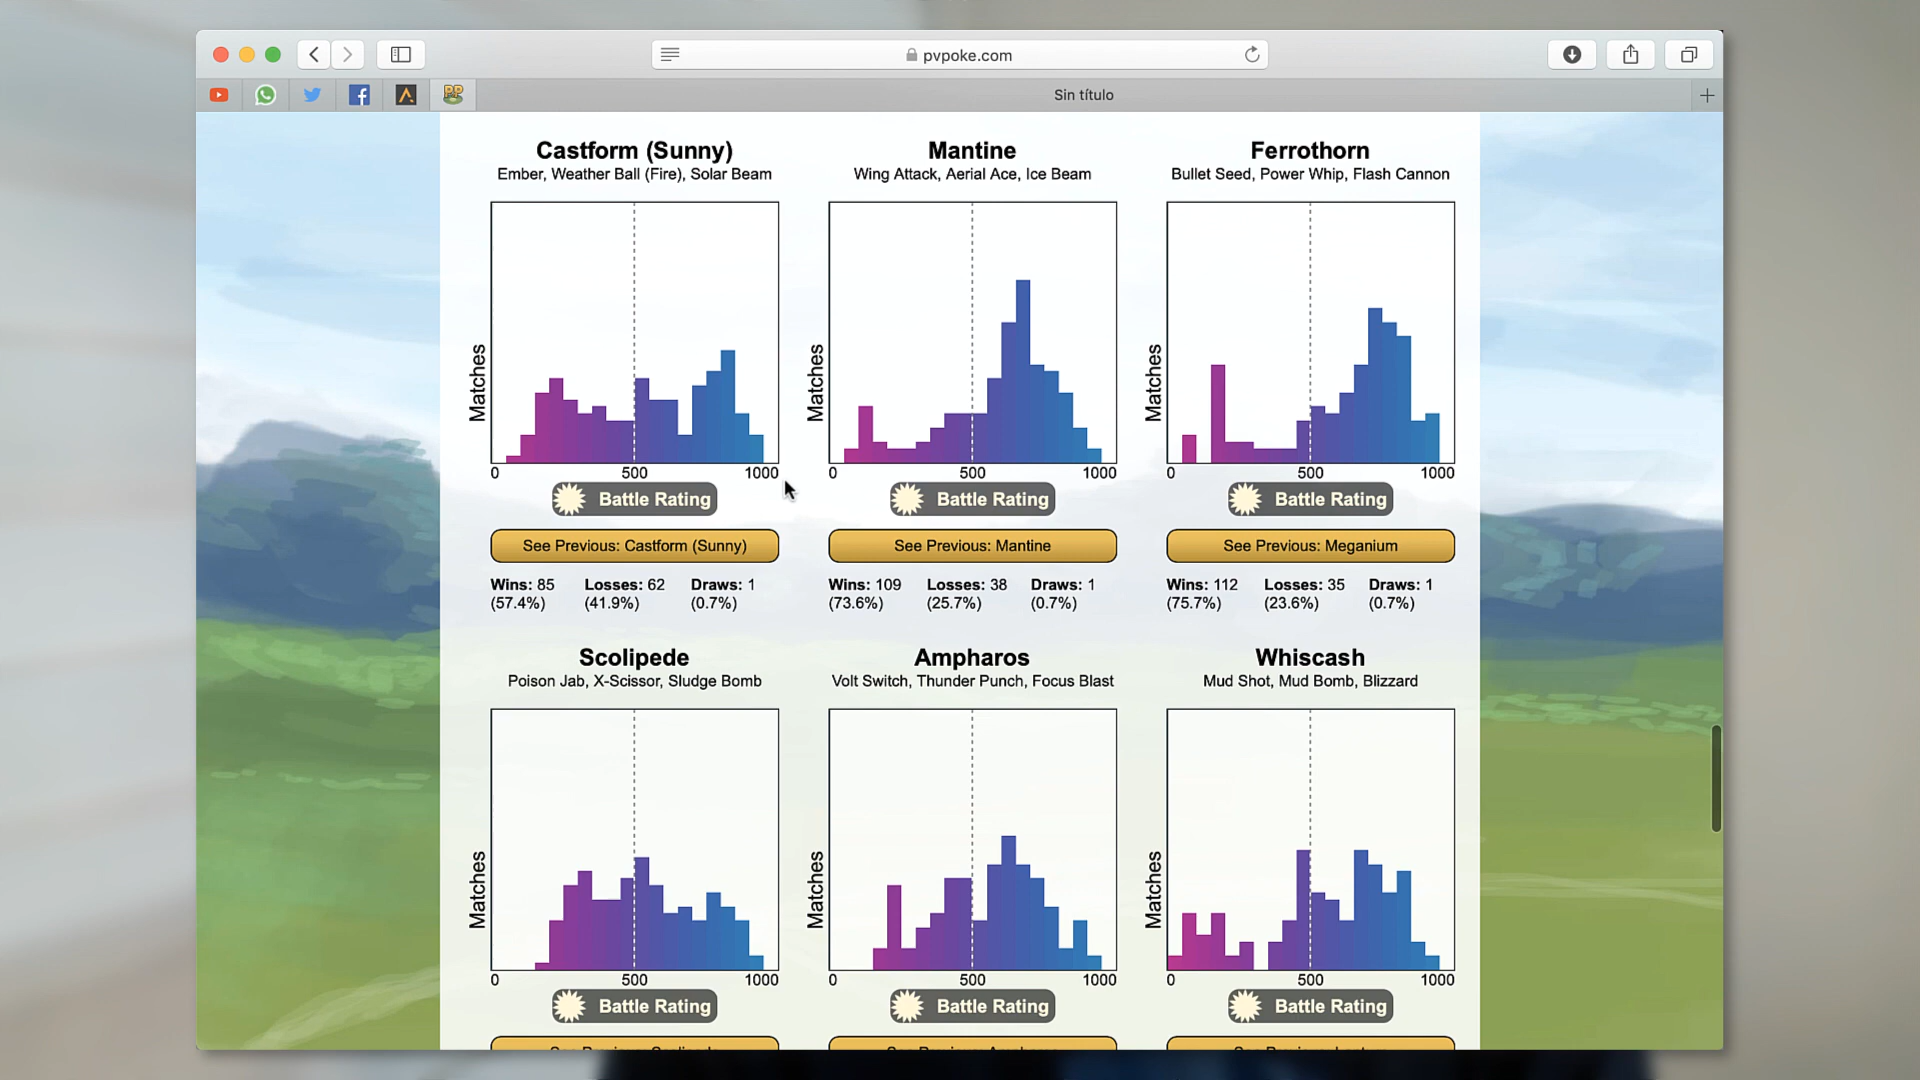 pvpoke.com
Sin título
Castform (Sunny)
Ember, Weather Ball (Fire), Solar Beam
Matches
0 500 1000
Battle Rating
See Previous: Castform (Sunny)
Wins: 85 Losses: 62 Draws: 1
(57.4%) (41.9%) (0.7%)
Mantine
Wing Attack, Aerial Ace, Ice Beam
Matches
0 500 1000
Battle Rating
See Previous: Mantine
Wins: 109 Losses: 38 Draws: 1
(73.6%) (25.7%) (0.7%)
Ferrothorn
Bullet Seed, Power Whip, Flash Cannon
Matches
0 500 1000
Battle Rating
See Previous: Meganium
Wins: 112 Losses: 35 Draws: 1
(75.7%) (23.6%) (0.7%)
Scolipede
Poison Jab, X-Scissor, Sludge Bomb
Matches
0 500 1000
Battle Rating
Ampharos
Volt Switch, Thunder Punch, Focus Blast
Matches
0 500 1000
Battle Rating
Whiscash
Mud Shot, Mud Bomb, Blizzard
Matches
0 500 1000
Battle Rating